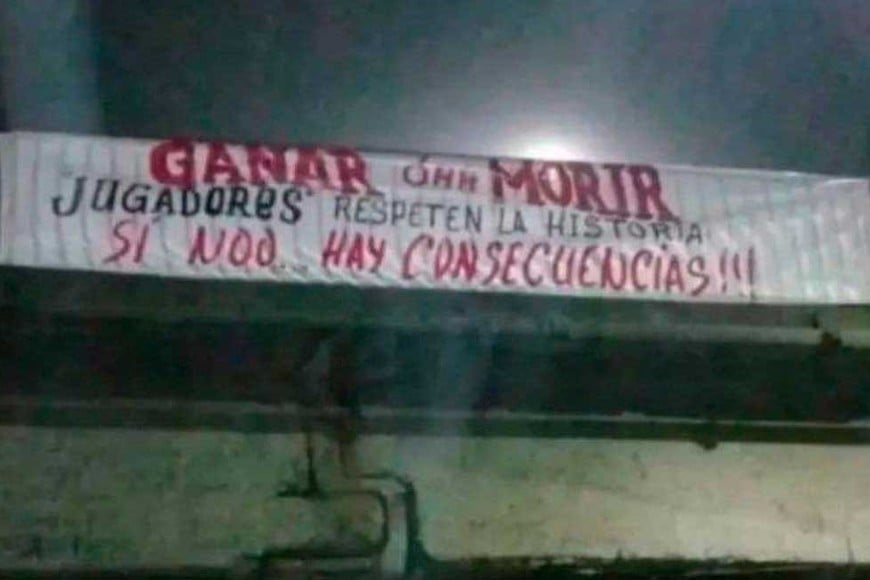 GANAR ÓHH MORIR
JUGADORES RESPETEN LA HISTORIA
SI NOO... HAY CONSECUENCIAS!!!